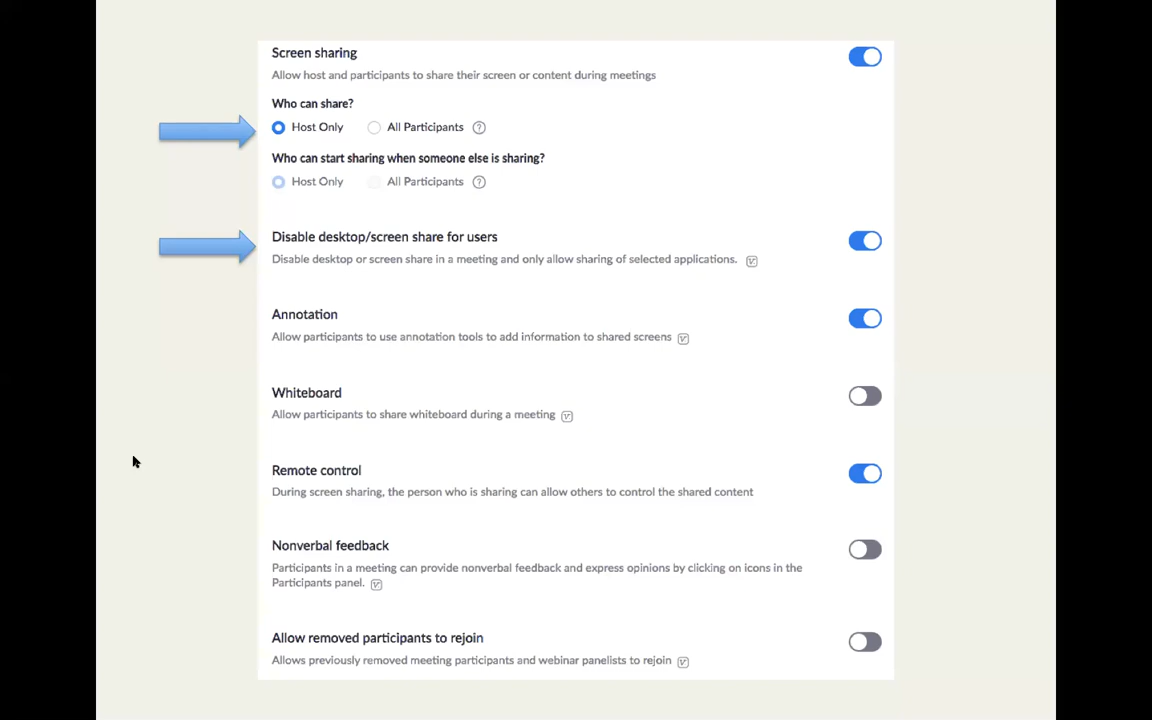 Screen sharing
Allow host and participants to share their screen or content during meetings
Who can share?
Host Only All Participants ?
Who can start sharing when someone else is sharing?
Host Only All Participants ?
Disable desktop/screen share for users
Disable desktop or screen share in a meeting and only allow sharing of selected applications.
Annotation
Allow participants to use annotation tools to add information to shared screens
Whiteboard
Allow participants to share whiteboard during a meeting
Remote control
During screen sharing, the person who is sharing can allow others to control the shared content
Nonverbal feedback
Participants in a meeting can provide nonverbal feedback and express opinions by clicking on icons in the
Participants panel.
Allow removed participants to rejoin
Allows previously removed meeting participants and webinar panelists to rejoin